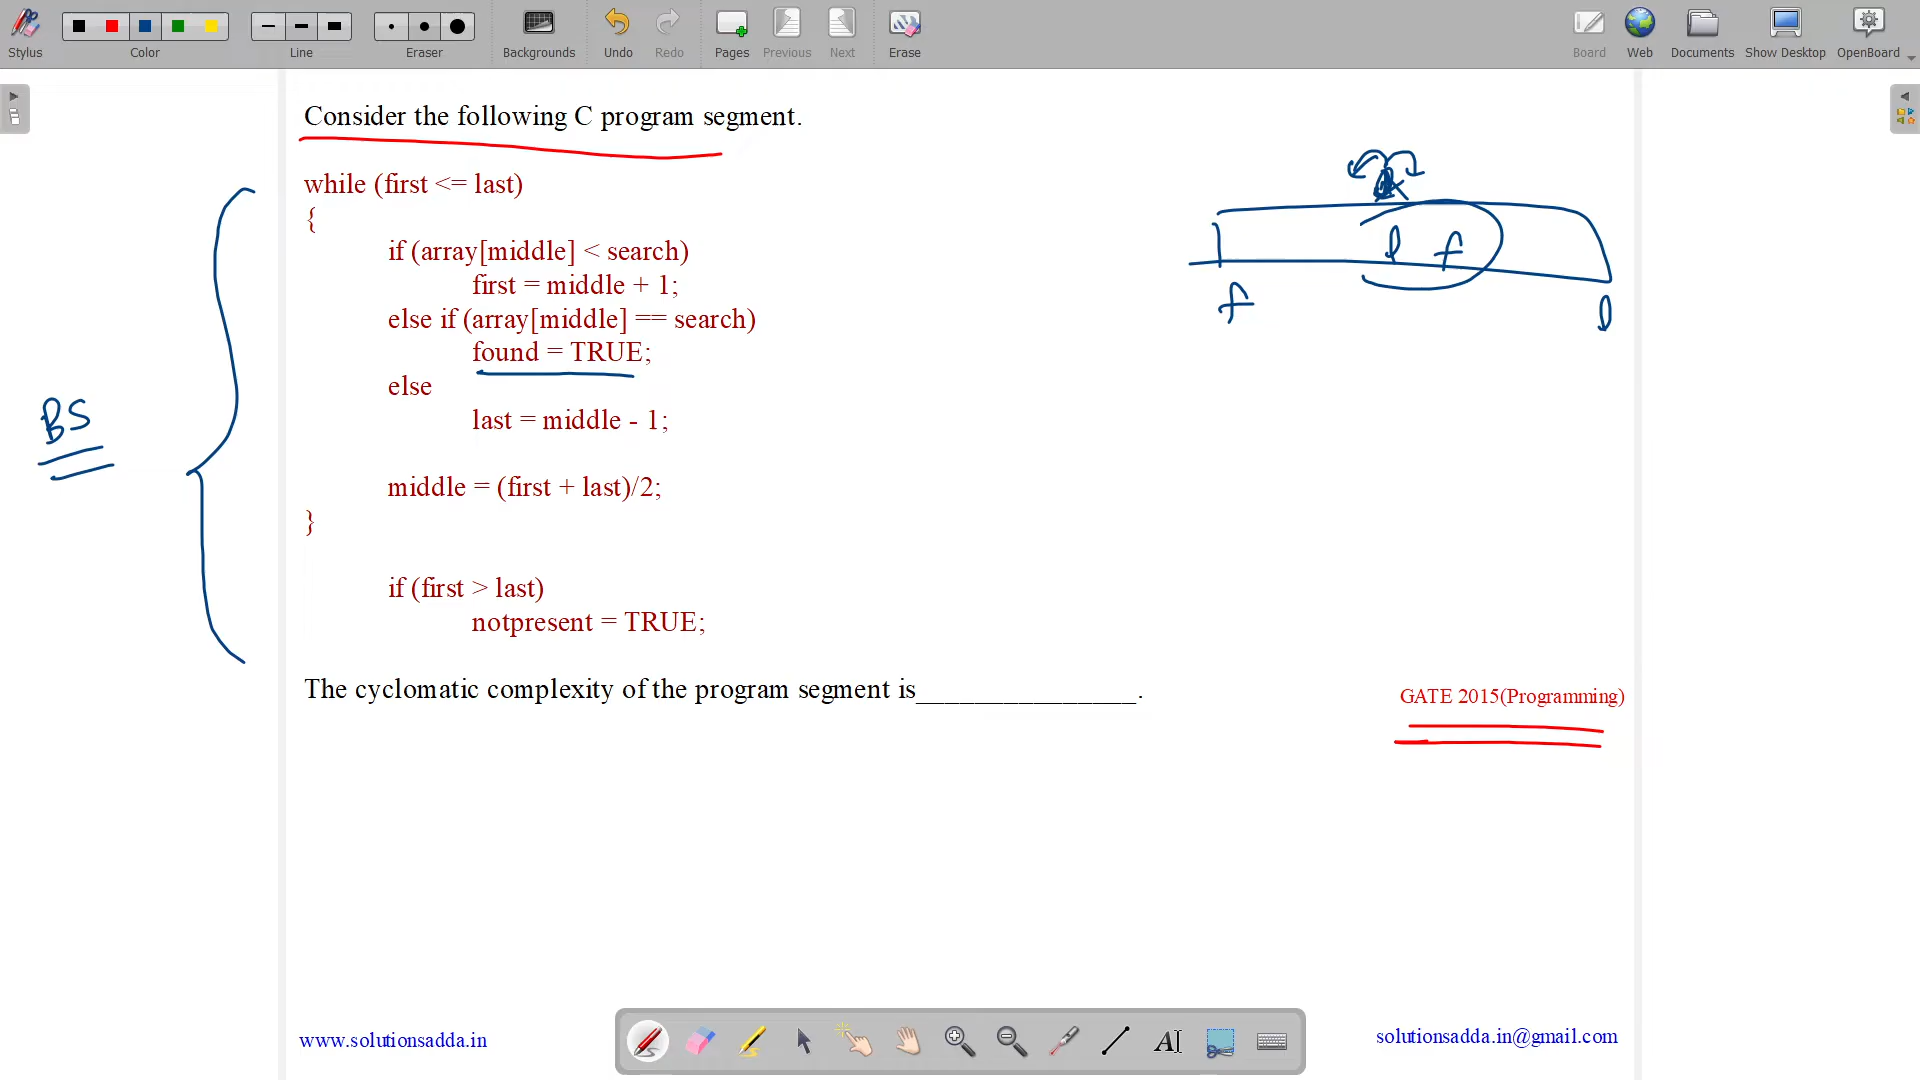 Stylus Color Line Eraser Backgrounds Undo Redo Pages Previous Next Erase Board Web Documents Show Desktop OpenBoard
Consider the following C program segment.
while (first <= last)
{
if (array[middle] < search)
first = middle + 1;
else if (array[middle] == search)
found = TRUE;
else
last = middle - 1;
middle = (first + last)/2;
}
if (first > last)
notpresent = TRUE;
The cyclomatic complexity of the program segment is_______________.
GATE 2015(Programming)
BS
l f
f l
www.solutionsadda.in
solutionsadda.in@gmail.com